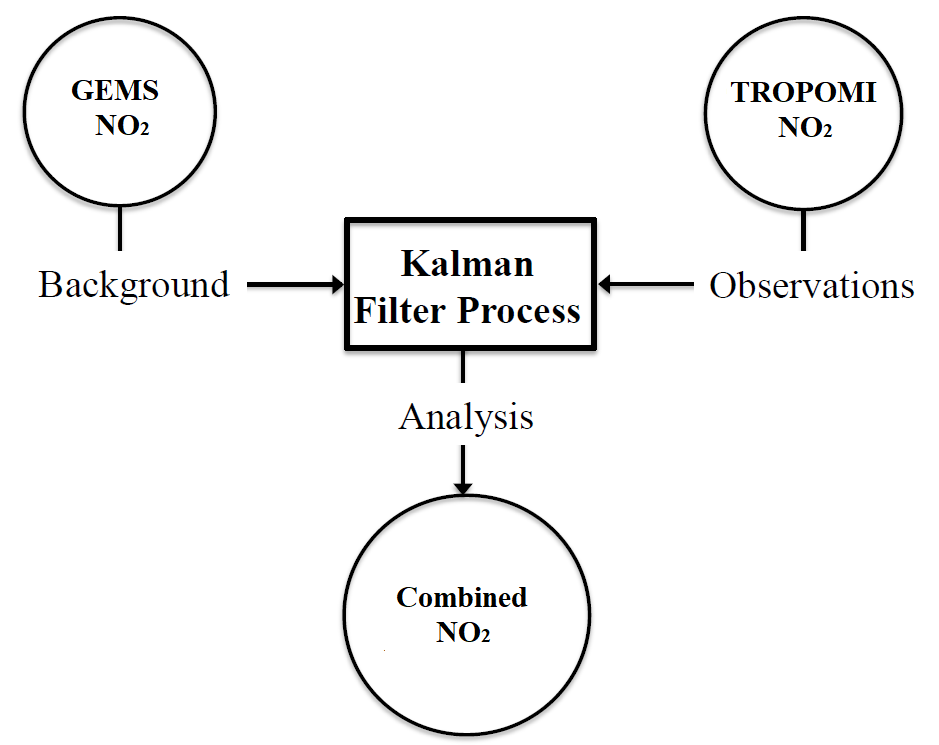 GEMS
NO₂
TROPOMI
NO₂
Background
Kalman
Filter Process
Observations
Analysis
Combined
NO₂